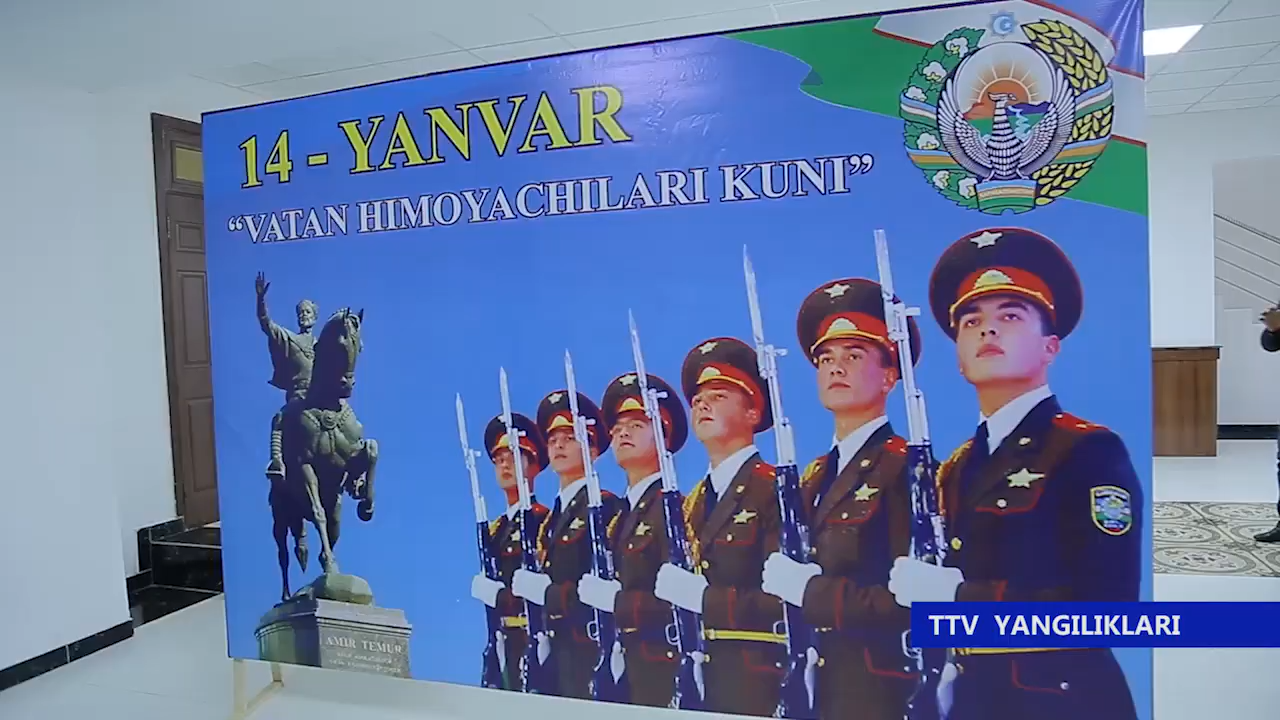 14 - YANVAR
“VATAN HIMOYACHILARI KUNI”
AMIR TEMUR
TTV YANGILIKLARI